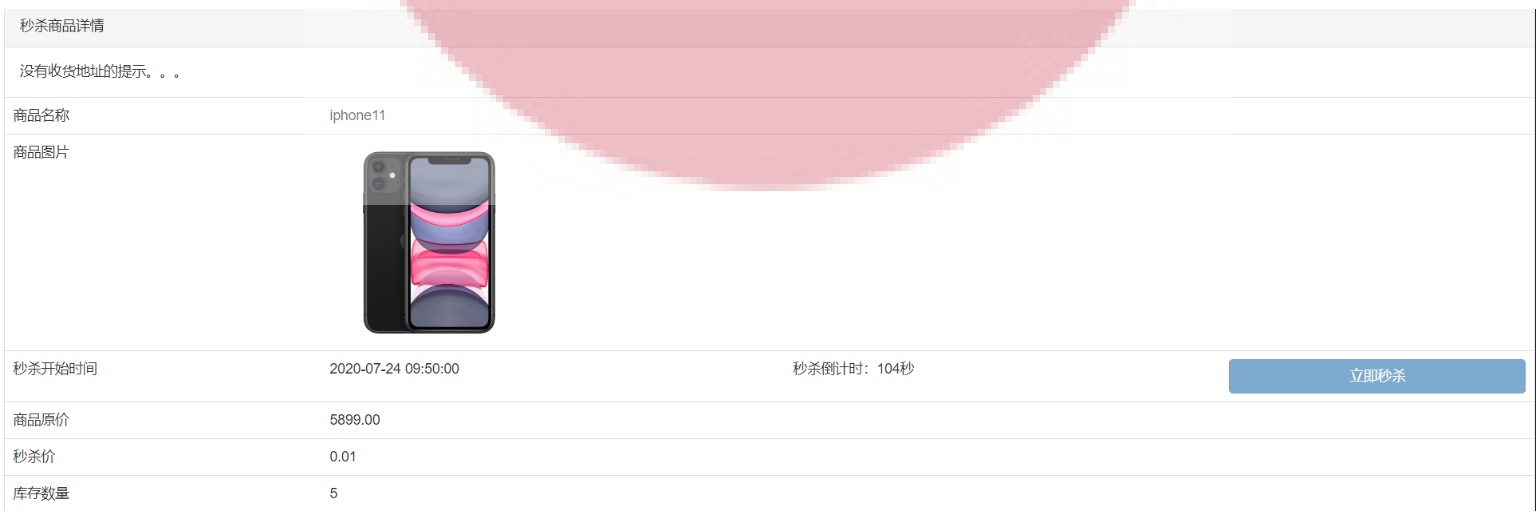 秒杀商品详情
没有收货地址的提示。。。
商品名称 iphone11
商品图片
秒杀开始时间 2020-07-24 09:50:00 秒杀倒计时：104秒 立即秒杀
商品原价 5899.00
秒杀价 0.01
库存数量 5